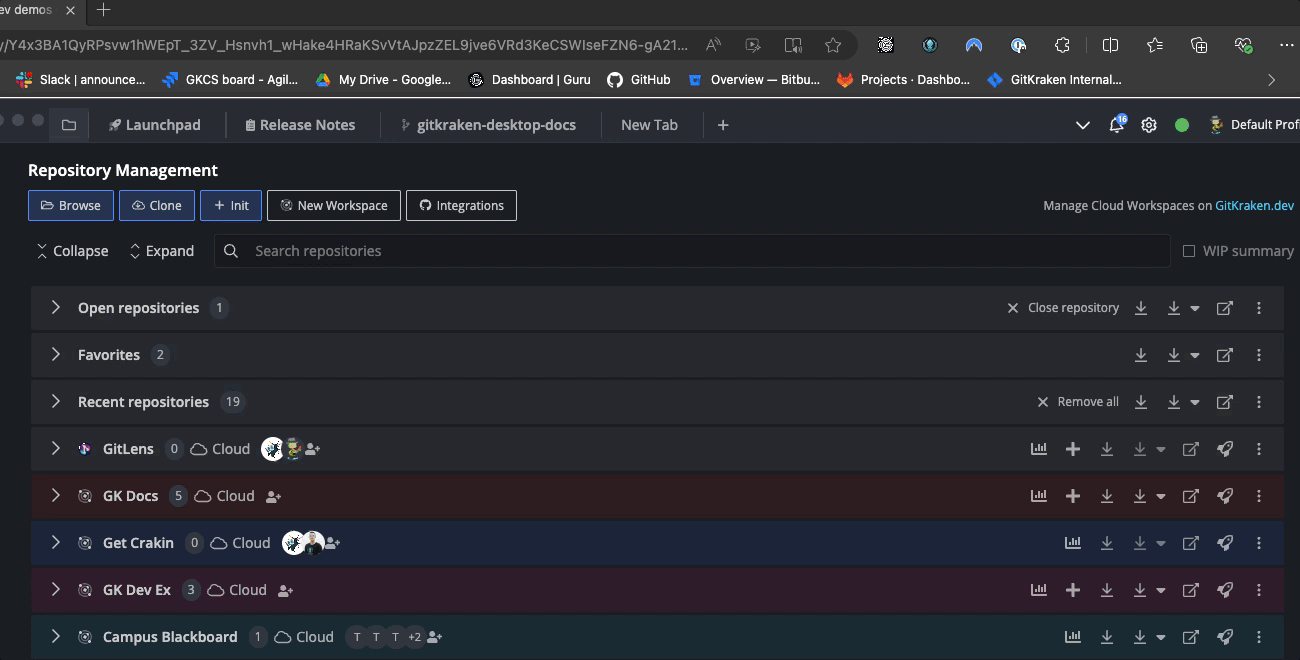 ev demos
y/Y4x3BA1QyRPsvw1hWEpT_3ZV_Hsnvh1_wHake4HRaKSvVtAJpzZEL9jve6VRd3KeCSWIseFZN6-gA21...
Slack | announce... GKCS board - Agil... My Drive - Google... Dashboard | Guru GitHub Overview — Bitbu... Projects · Dashbo... GitKraken Internal...
Launchpad Release Notes gitkraken-desktop-docs New Tab 16 Default Profi
Repository Management
Browse Clone Init New Workspace Integrations Manage Cloud Workspaces on GitKraken.dev
Collapse Expand Search repositories WIP summary
Open repositories 1 Close repository
Favorites 2
Recent repositories 19 Remove all
GitLens 0 Cloud
GK Docs 5 Cloud
Get Crakin 0 Cloud
GK Dev Ex 3 Cloud
Campus Blackboard 1 Cloud T T T +2